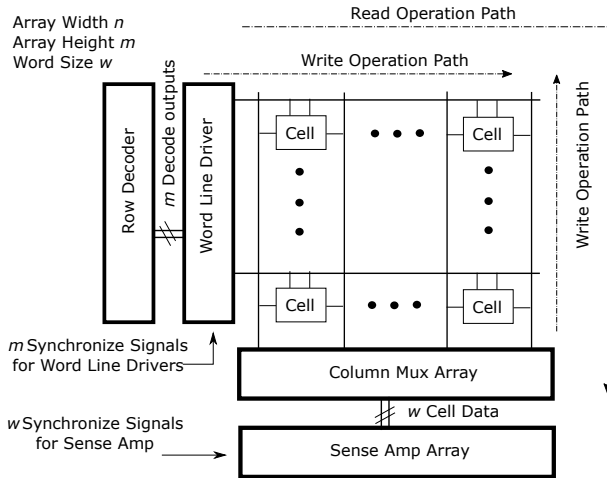 Array Width n
Array Height m
Word Size w
Read Operation Path
Write Operation Path
Row Decoder
m Decode outputs
Word Line Driver
Cell
Cell
Write Operation Path
Cell
Cell
m Synchronize Signals
for Word Line Drivers
Column Mux Array
w Cell Data
w Synchronize Signals
for Sense Amp
Sense Amp Array